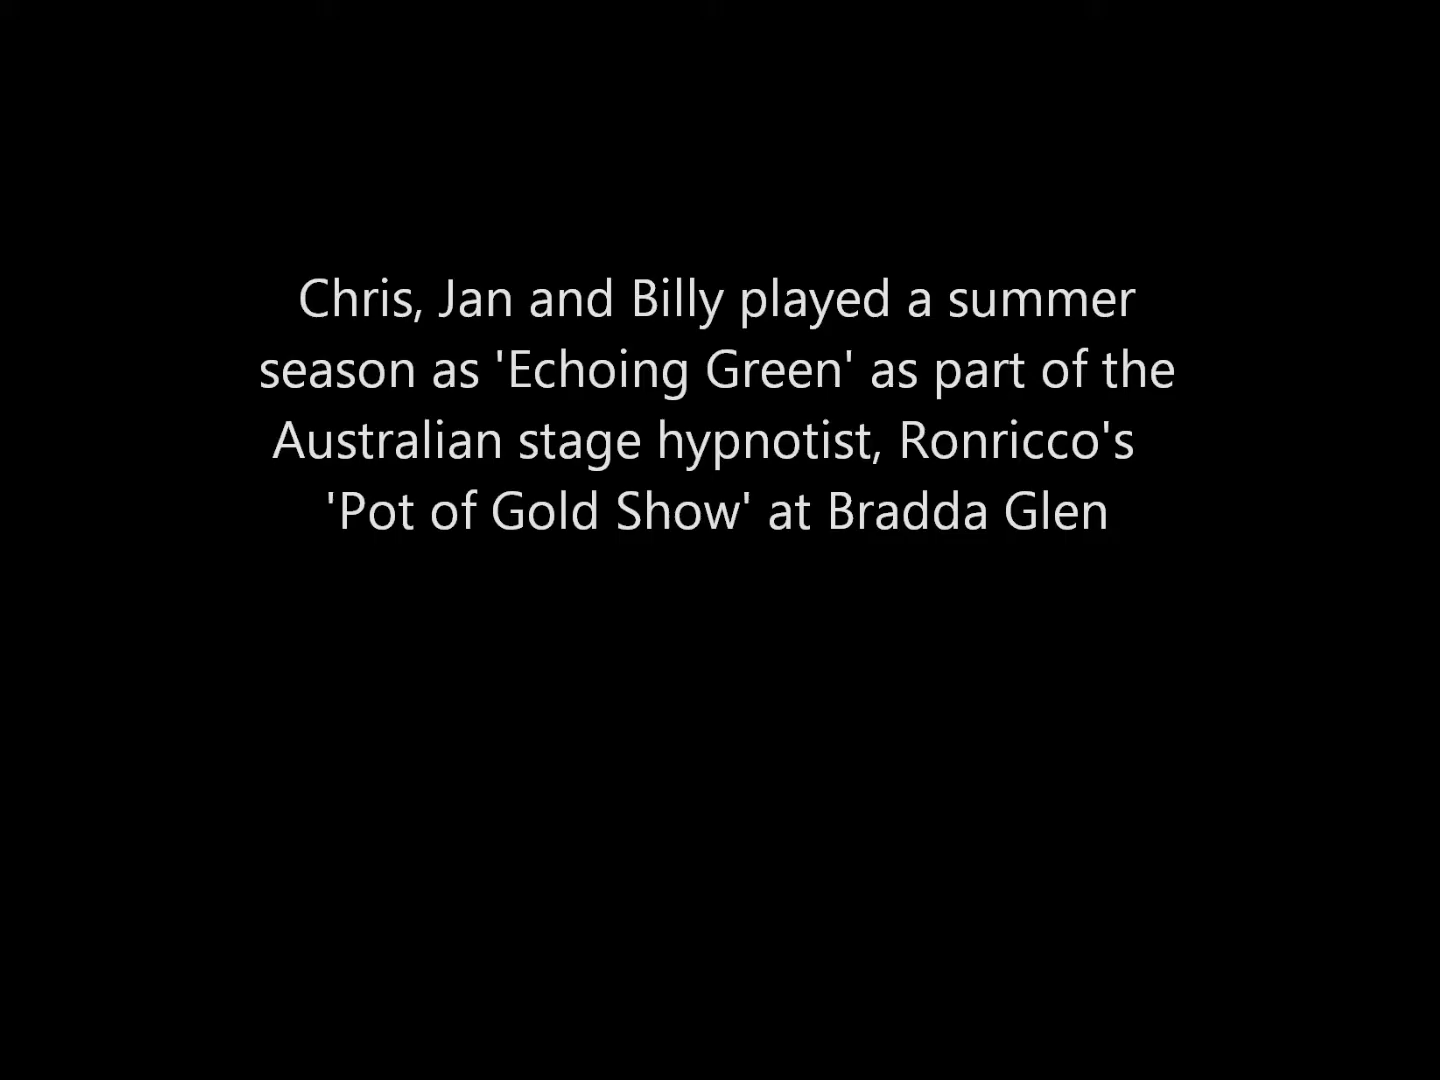 Chris, Jan and Billy played a summer
season as 'Echoing Green' as part of the
Australian stage hypnotist, Ronricco's
'Pot of Gold Show' at Bradda Glen